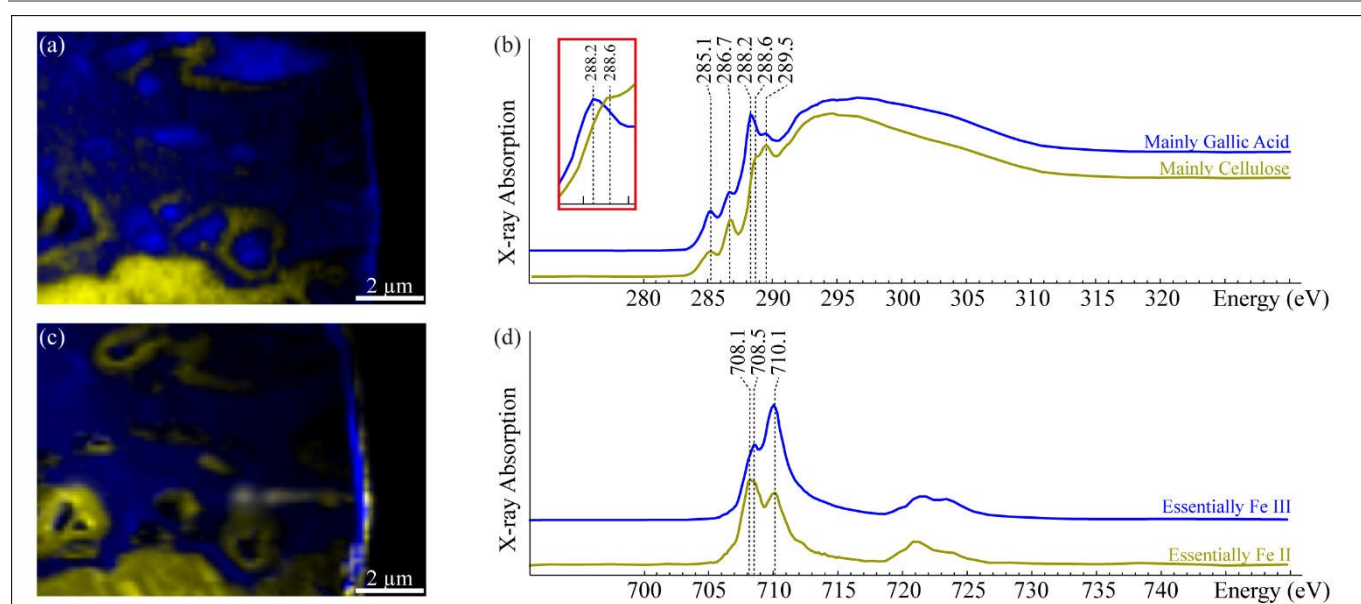 (a)
2 µm
(b)
288.2
288.6
285.1
286.7
288.2
288.6
289.5
X-ray Absorption
Mainly Gallic Acid
Mainly Cellulose
280 285 290 295 300 305 310 315 320 Energy (eV)
(c)
2 µm
(d)
708.1
708.5
710.1
X-ray Absorption
Essentially Fe III
Essentially Fe II
700 705 710 715 720 725 730 735 740 Energy (eV)